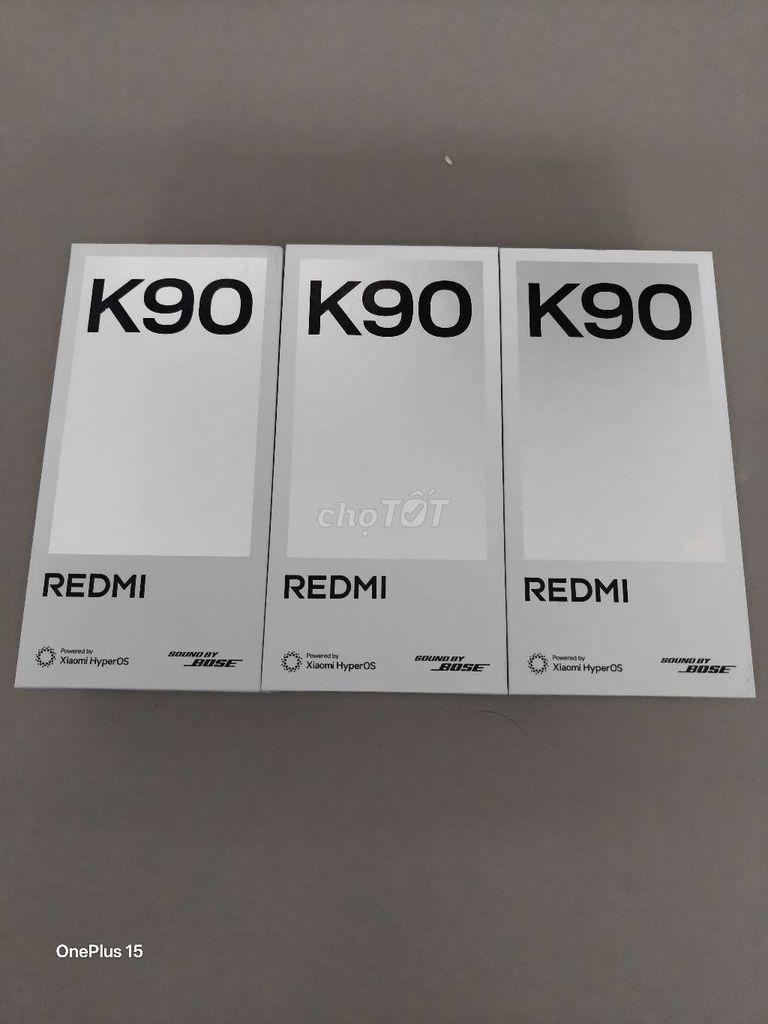 K90
REDMI
Powered by
Xiaomi HyperOS
SOUND BY
BOSE
K90
REDMI
Powered by
Xiaomi HyperOS
SOUND BY
BOSE
K90
REDMI
Powered by
Xiaomi HyperOS
SOUND BY
BOSE
chợTỐT
OnePlus 15